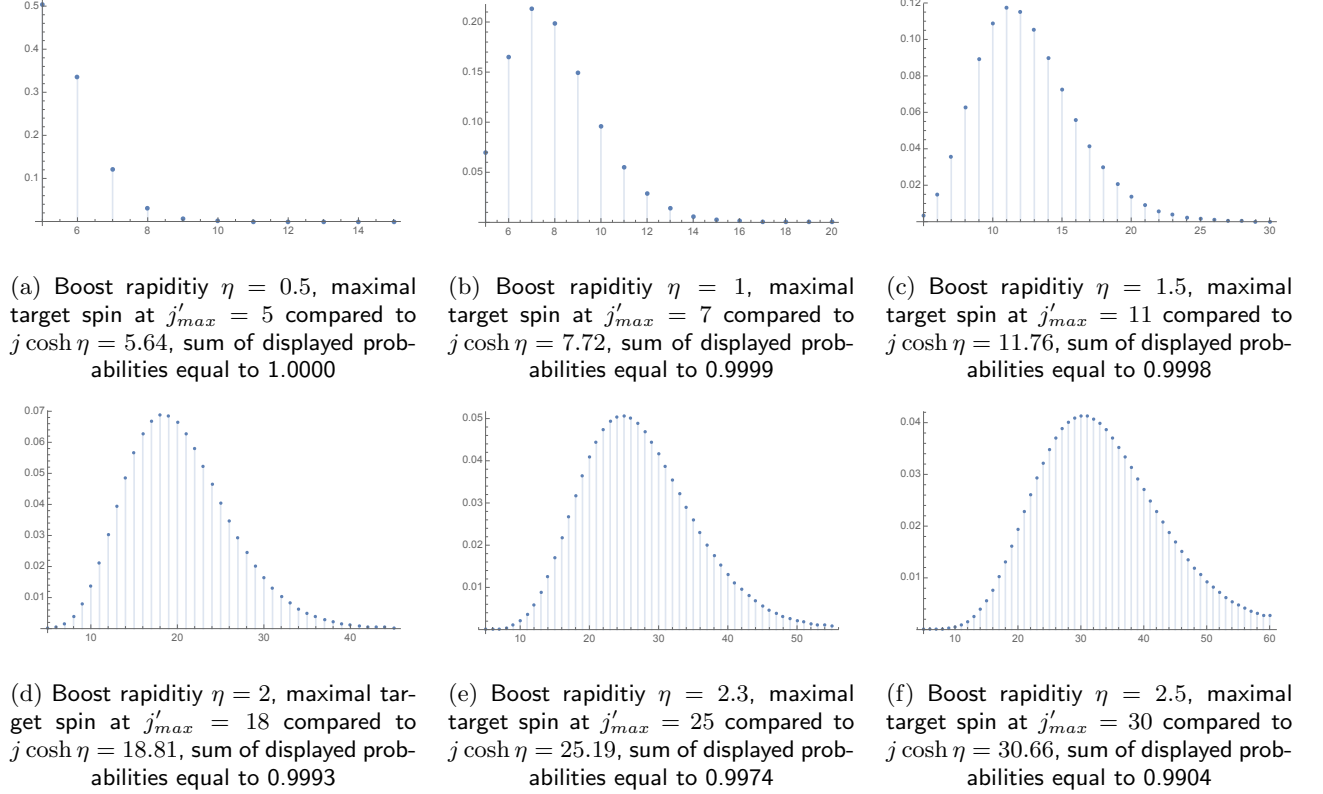 0.5
0.4
0.3
0.2
0.1
6 8 10 12 14
0.20
0.15
0.10
0.05
6 8 10 12 14 16 18 20
0.12
0.10
0.08
0.06
0.04
0.02
10 15 20 25 30
(a) Boost rapiditiy η = 0.5, maximal
target spin at j′max = 5 compared to
j cosh η = 5.64, sum of displayed prob-
abilities equal to 1.0000
(b) Boost rapiditiy η = 1, maximal
target spin at j′max = 7 compared to
j cosh η = 7.72, sum of displayed prob-
abilities equal to 0.9999
(c) Boost rapiditiy η = 1.5, maximal
target spin at j′max = 11 compared to
j cosh η = 11.76, sum of displayed prob-
abilities equal to 0.9998
0.07
0.06
0.05
0.04
0.03
0.02
0.01
10 20 30 40
0.05
0.04
0.03
0.02
0.01
10 20 30 40 50
0.04
0.03
0.02
0.01
10 20 30 40 50 60
(d) Boost rapiditiy η = 2, maximal tar-
get spin at j′max = 18 compared to
j cosh η = 18.81, sum of displayed prob-
abilities equal to 0.9993
(e) Boost rapiditiy η = 2.3, maximal
target spin at j′max = 25 compared to
j cosh η = 25.19, sum of displayed prob-
abilities equal to 0.9974
(f) Boost rapiditiy η = 2.5, maximal
target spin at j′max = 30 compared to
j cosh η = 30.66, sum of displayed prob-
abilities equal to 0.9904